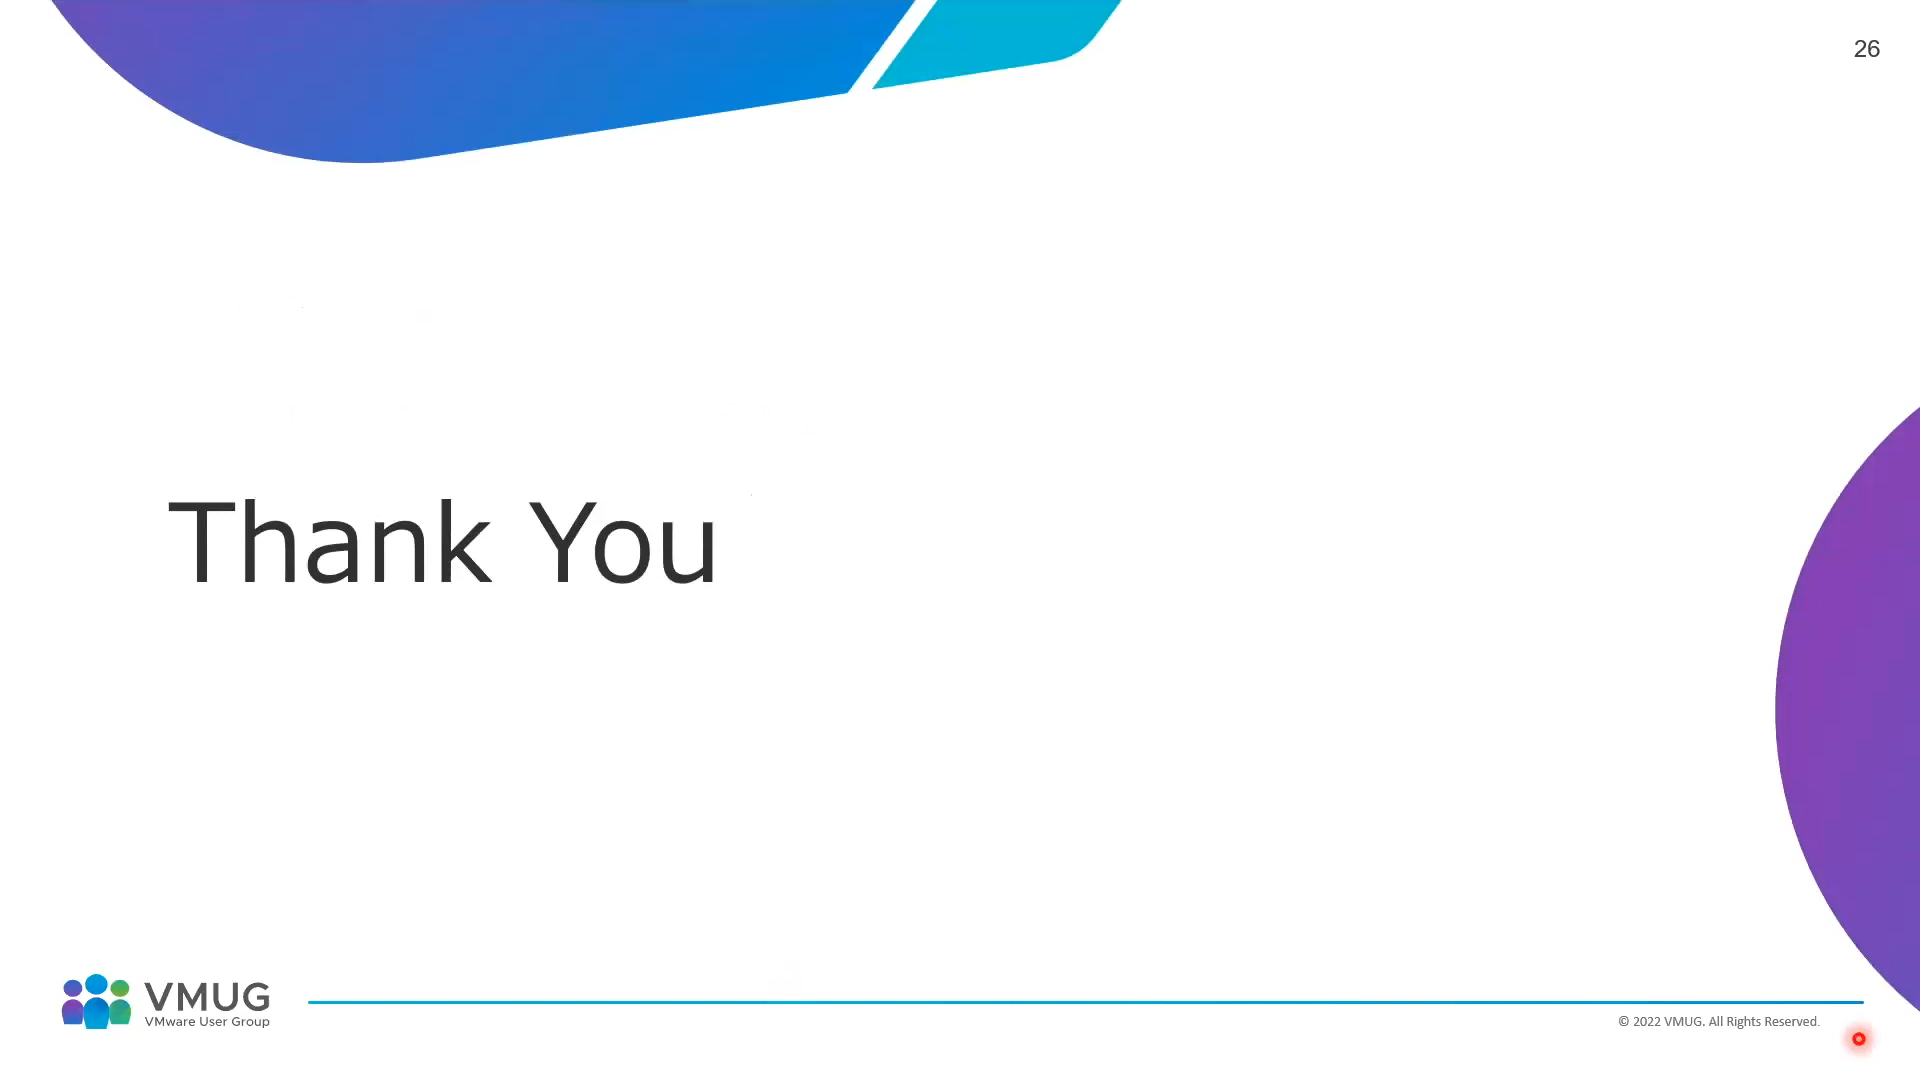 26
Thank You
VMUG
VMware User Group
© 2022 VMUG. All Rights Reserved.